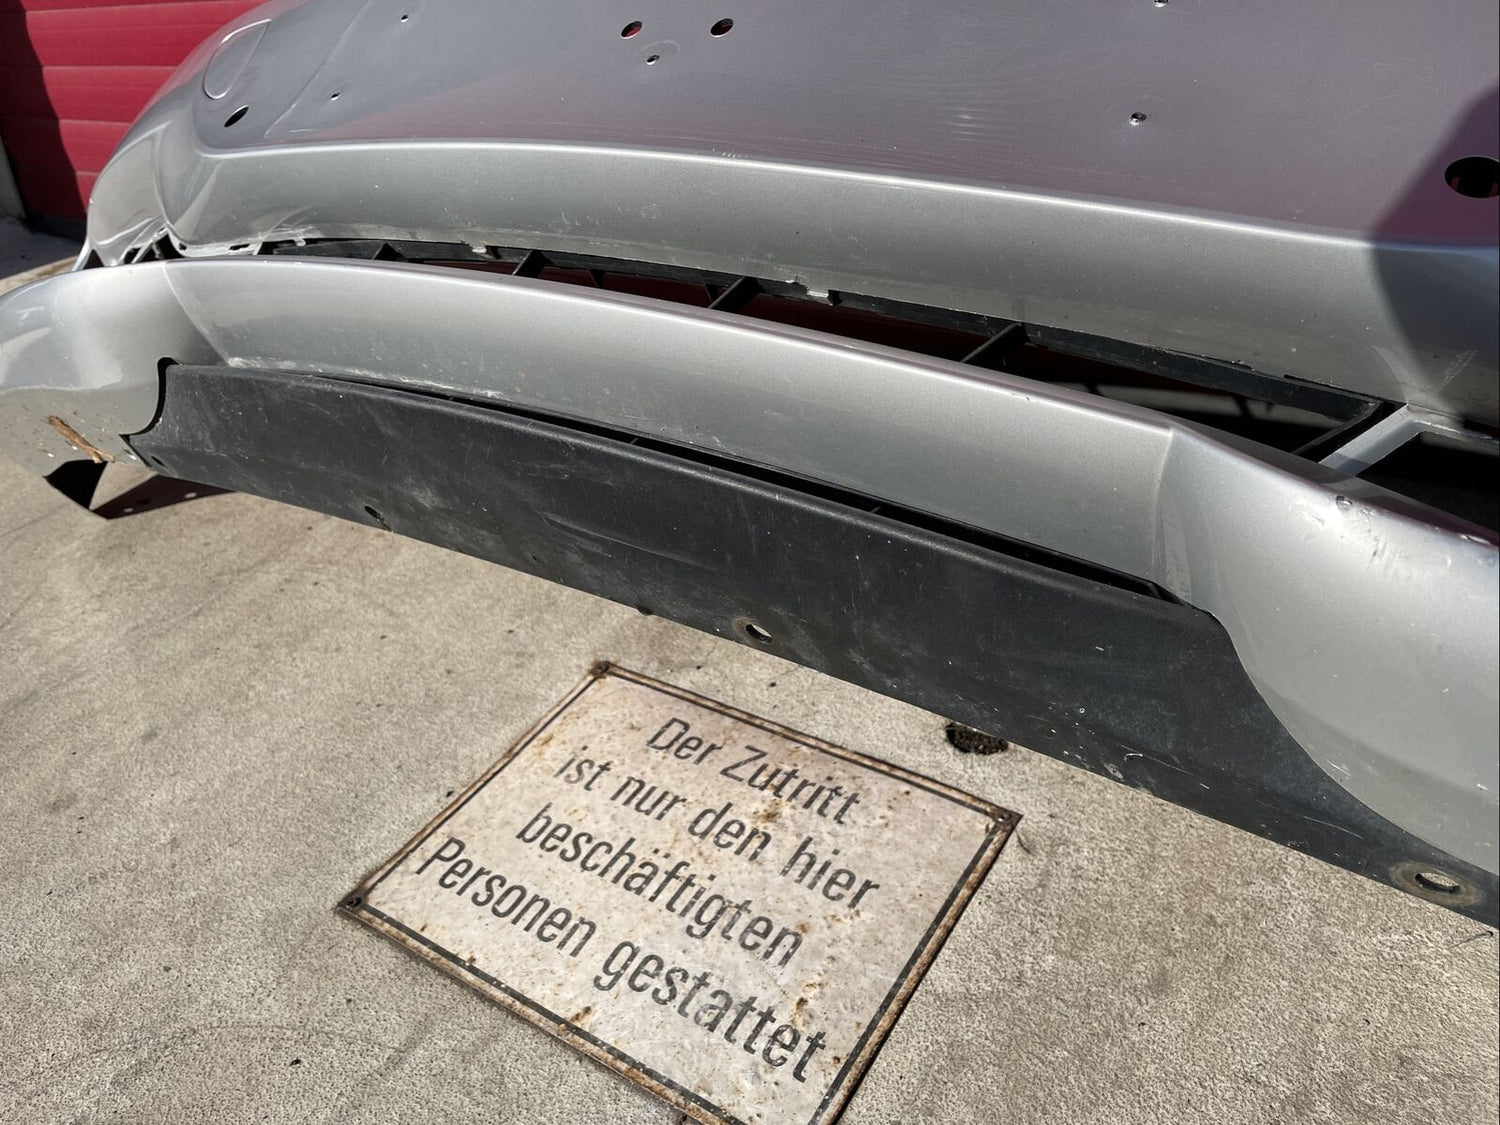 Der Zutritt
ist nur den hier
beschäftigten
Personen gestattet